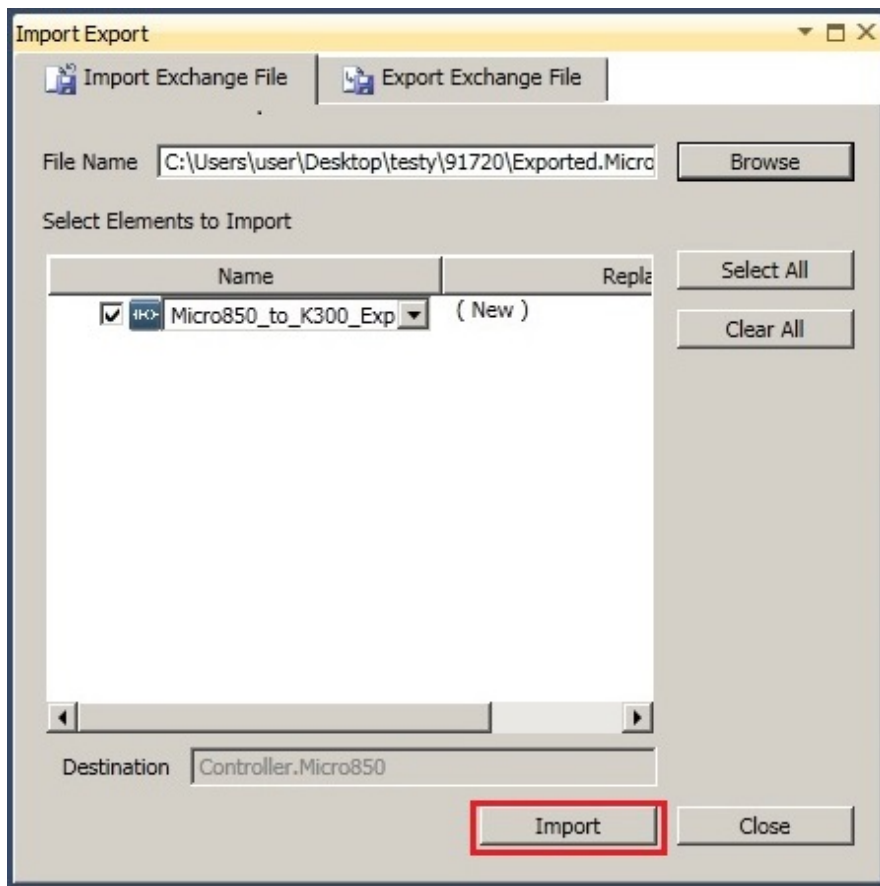 Import Export
Import Exchange File
Export Exchange File
File Name C:\Users\user\Desktop\testy\91720\Exported.Micro Browse
Select Elements to Import
Name Repla Select All
Micro850_to_K300_Exp ( New )
Clear All
Destination Controller.Micro850
Import Close